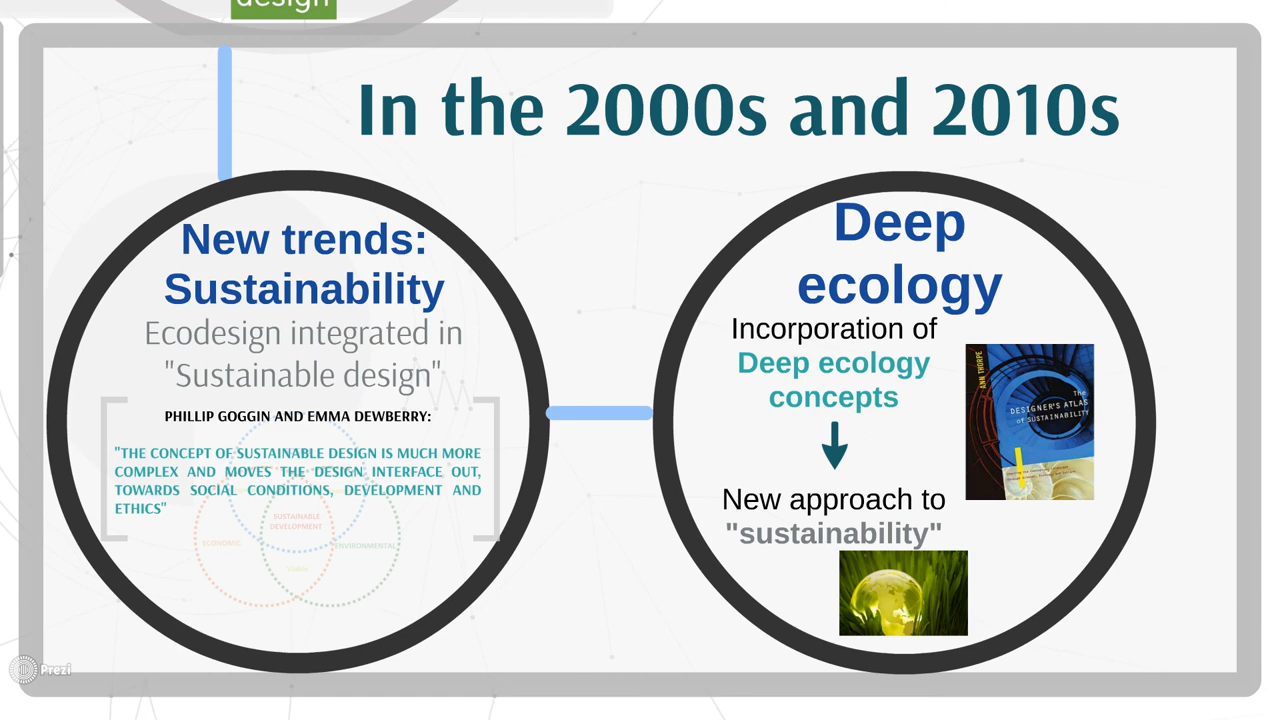 design
In the 2000s and 2010s
New trends:
Sustainability
Ecodesign integrated in
"Sustainable design"
PHILLIP GOGGIN AND EMMA DEWBERRY:
"THE CONCEPT OF SUSTAINABLE DESIGN IS MUCH MORE
COMPLEX AND MOVES THE DESIGN INTERFACE OUT,
TOWARDS SOCIAL CONDITIONS, DEVELOPMENT AND
ETHICS"
SUSTAINABLE
DEVELOPMENT
ECONOMIC
ENVIRONMENTAL
Viable
Deep
ecology
Incorporation of
Deep ecology
concepts
New approach to
"sustainability"
ANN THORPE
The
DESIGNER'S ATLAS
of SUSTAINABILITY
Prezi